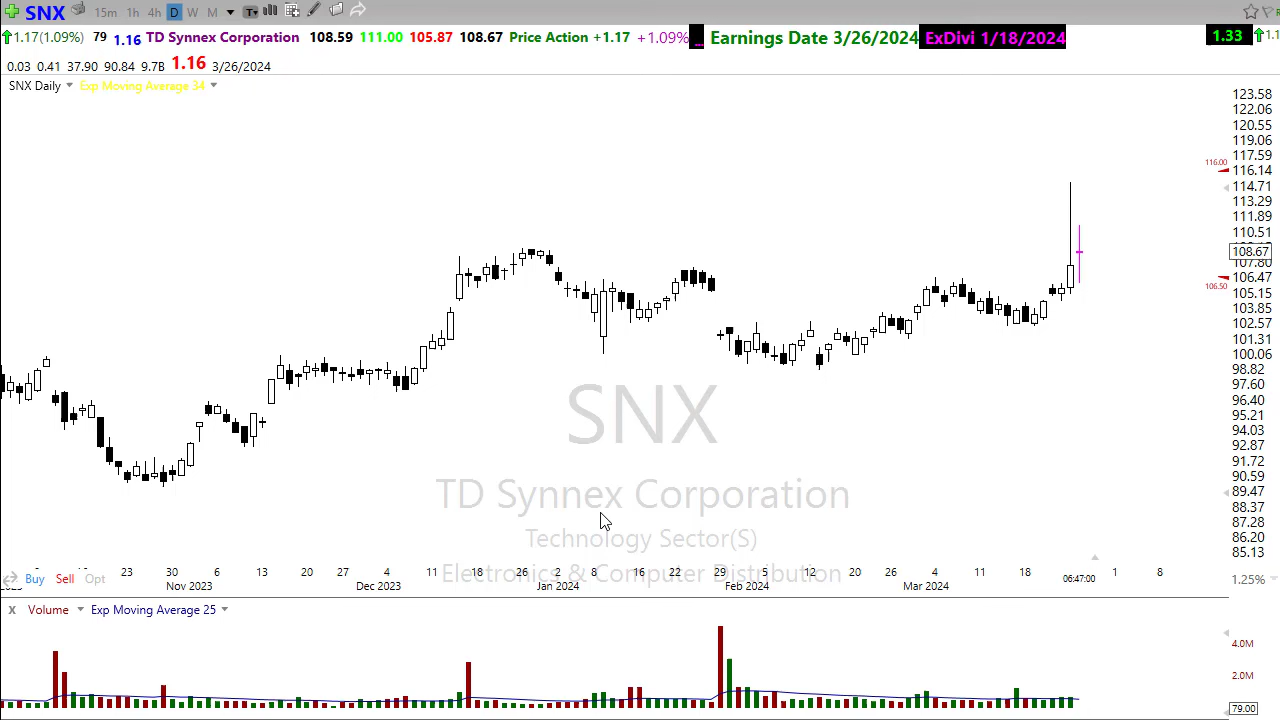 SNX 15m 1h 4h D W M T
1.17(1.09%) 79 1.16 TD Synnex Corporation 108.59 111.00 105.87 108.67 Price Action +1.17 +1.09% ... Earnings Date 3/26/2024 ExDivi 1/18/2024 1.33
0.03 0.41 37.90 90.84 9.7B 1.16 3/26/2024
SNX Daily Exp Moving Average 34
123.58
122.06
120.55
119.06
117.59
116.00
116.14
114.71
113.29
111.89
110.51
108.67
107.80
106.47
106.50
105.15
103.85
102.57
101.31
100.06
98.82
97.60
96.40
95.21
94.03
92.87
91.72
90.59
89.47
88.37
87.28
86.20
85.13
SNX
TD Synnex Corporation
Technology Sector(S)
Electronics & Computer Distribution
23 30 6 13 20 27 4 11 18 26 2 8 16 22 29 5 12 20 26 4 11 18 06:47:00 1 8
Buy Sell Opt 1.25%
Nov 2023 Dec 2023 Jan 2024 Feb 2024 Mar 2024
X Volume Exp Moving Average 25
4.0M
2.0M
79.00